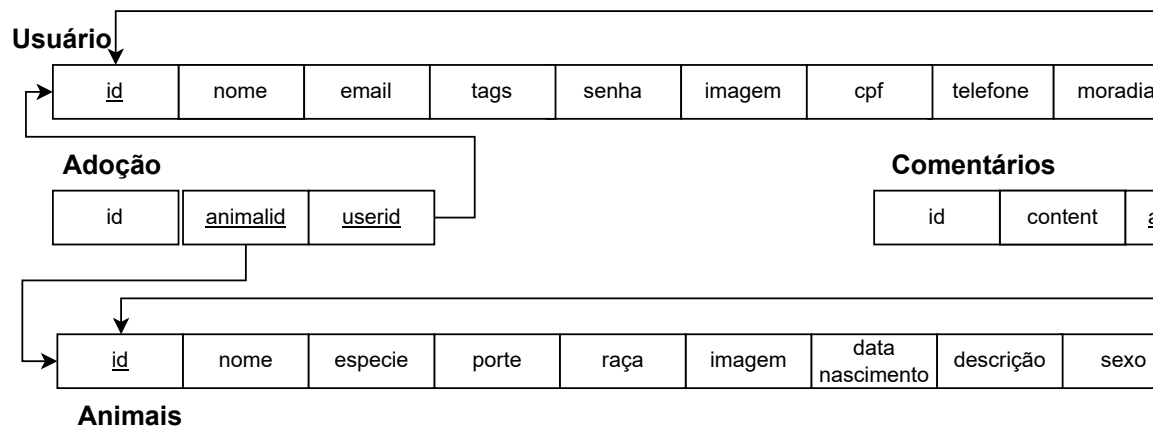 Usuário
id nome email tags senha imagem cpf telefone moradia
Adoção
Comentários
id animalid userid
id content a
id nome especie porte raça imagem data nascimento descrição sexo
Animais